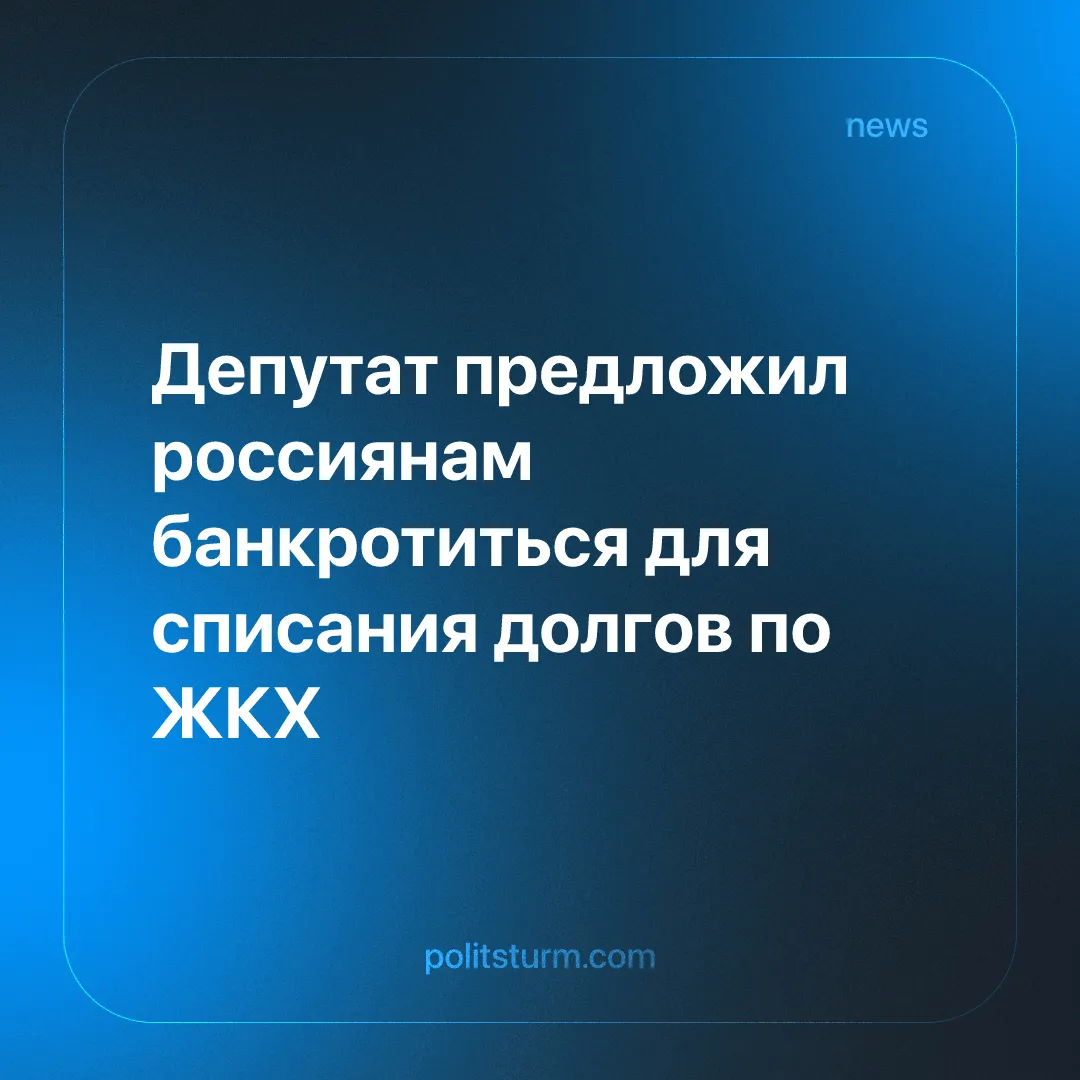 news
Депутат предложил
россиянам
банкротиться для
списания долгов по
ЖКХ
politsturm.com